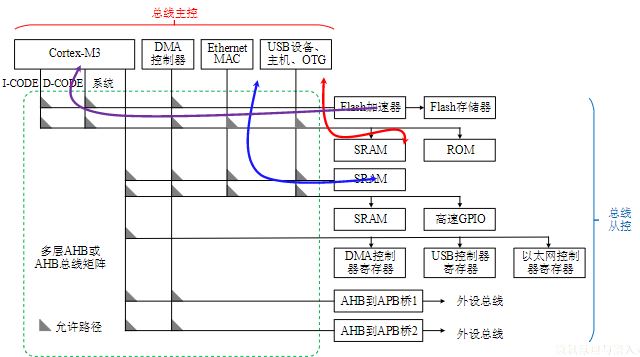 总线主控
Cortex-M3
DMA
控制器
Ethernet
MAC
USB设备、
主机、OTG
I-CODE
D-CODE
系统
Flash加速器
Flash存储器
SRAM
ROM
SRAM
SRAM
高速GPIO
总线
从控
多层AHB或
AHB总线矩阵
DMA控制
器寄存器
USB控制器
寄存器
以太网控制
器寄存器
AHB到APB桥1
外设总线
允许路径
AHB到APB桥2
外设总线